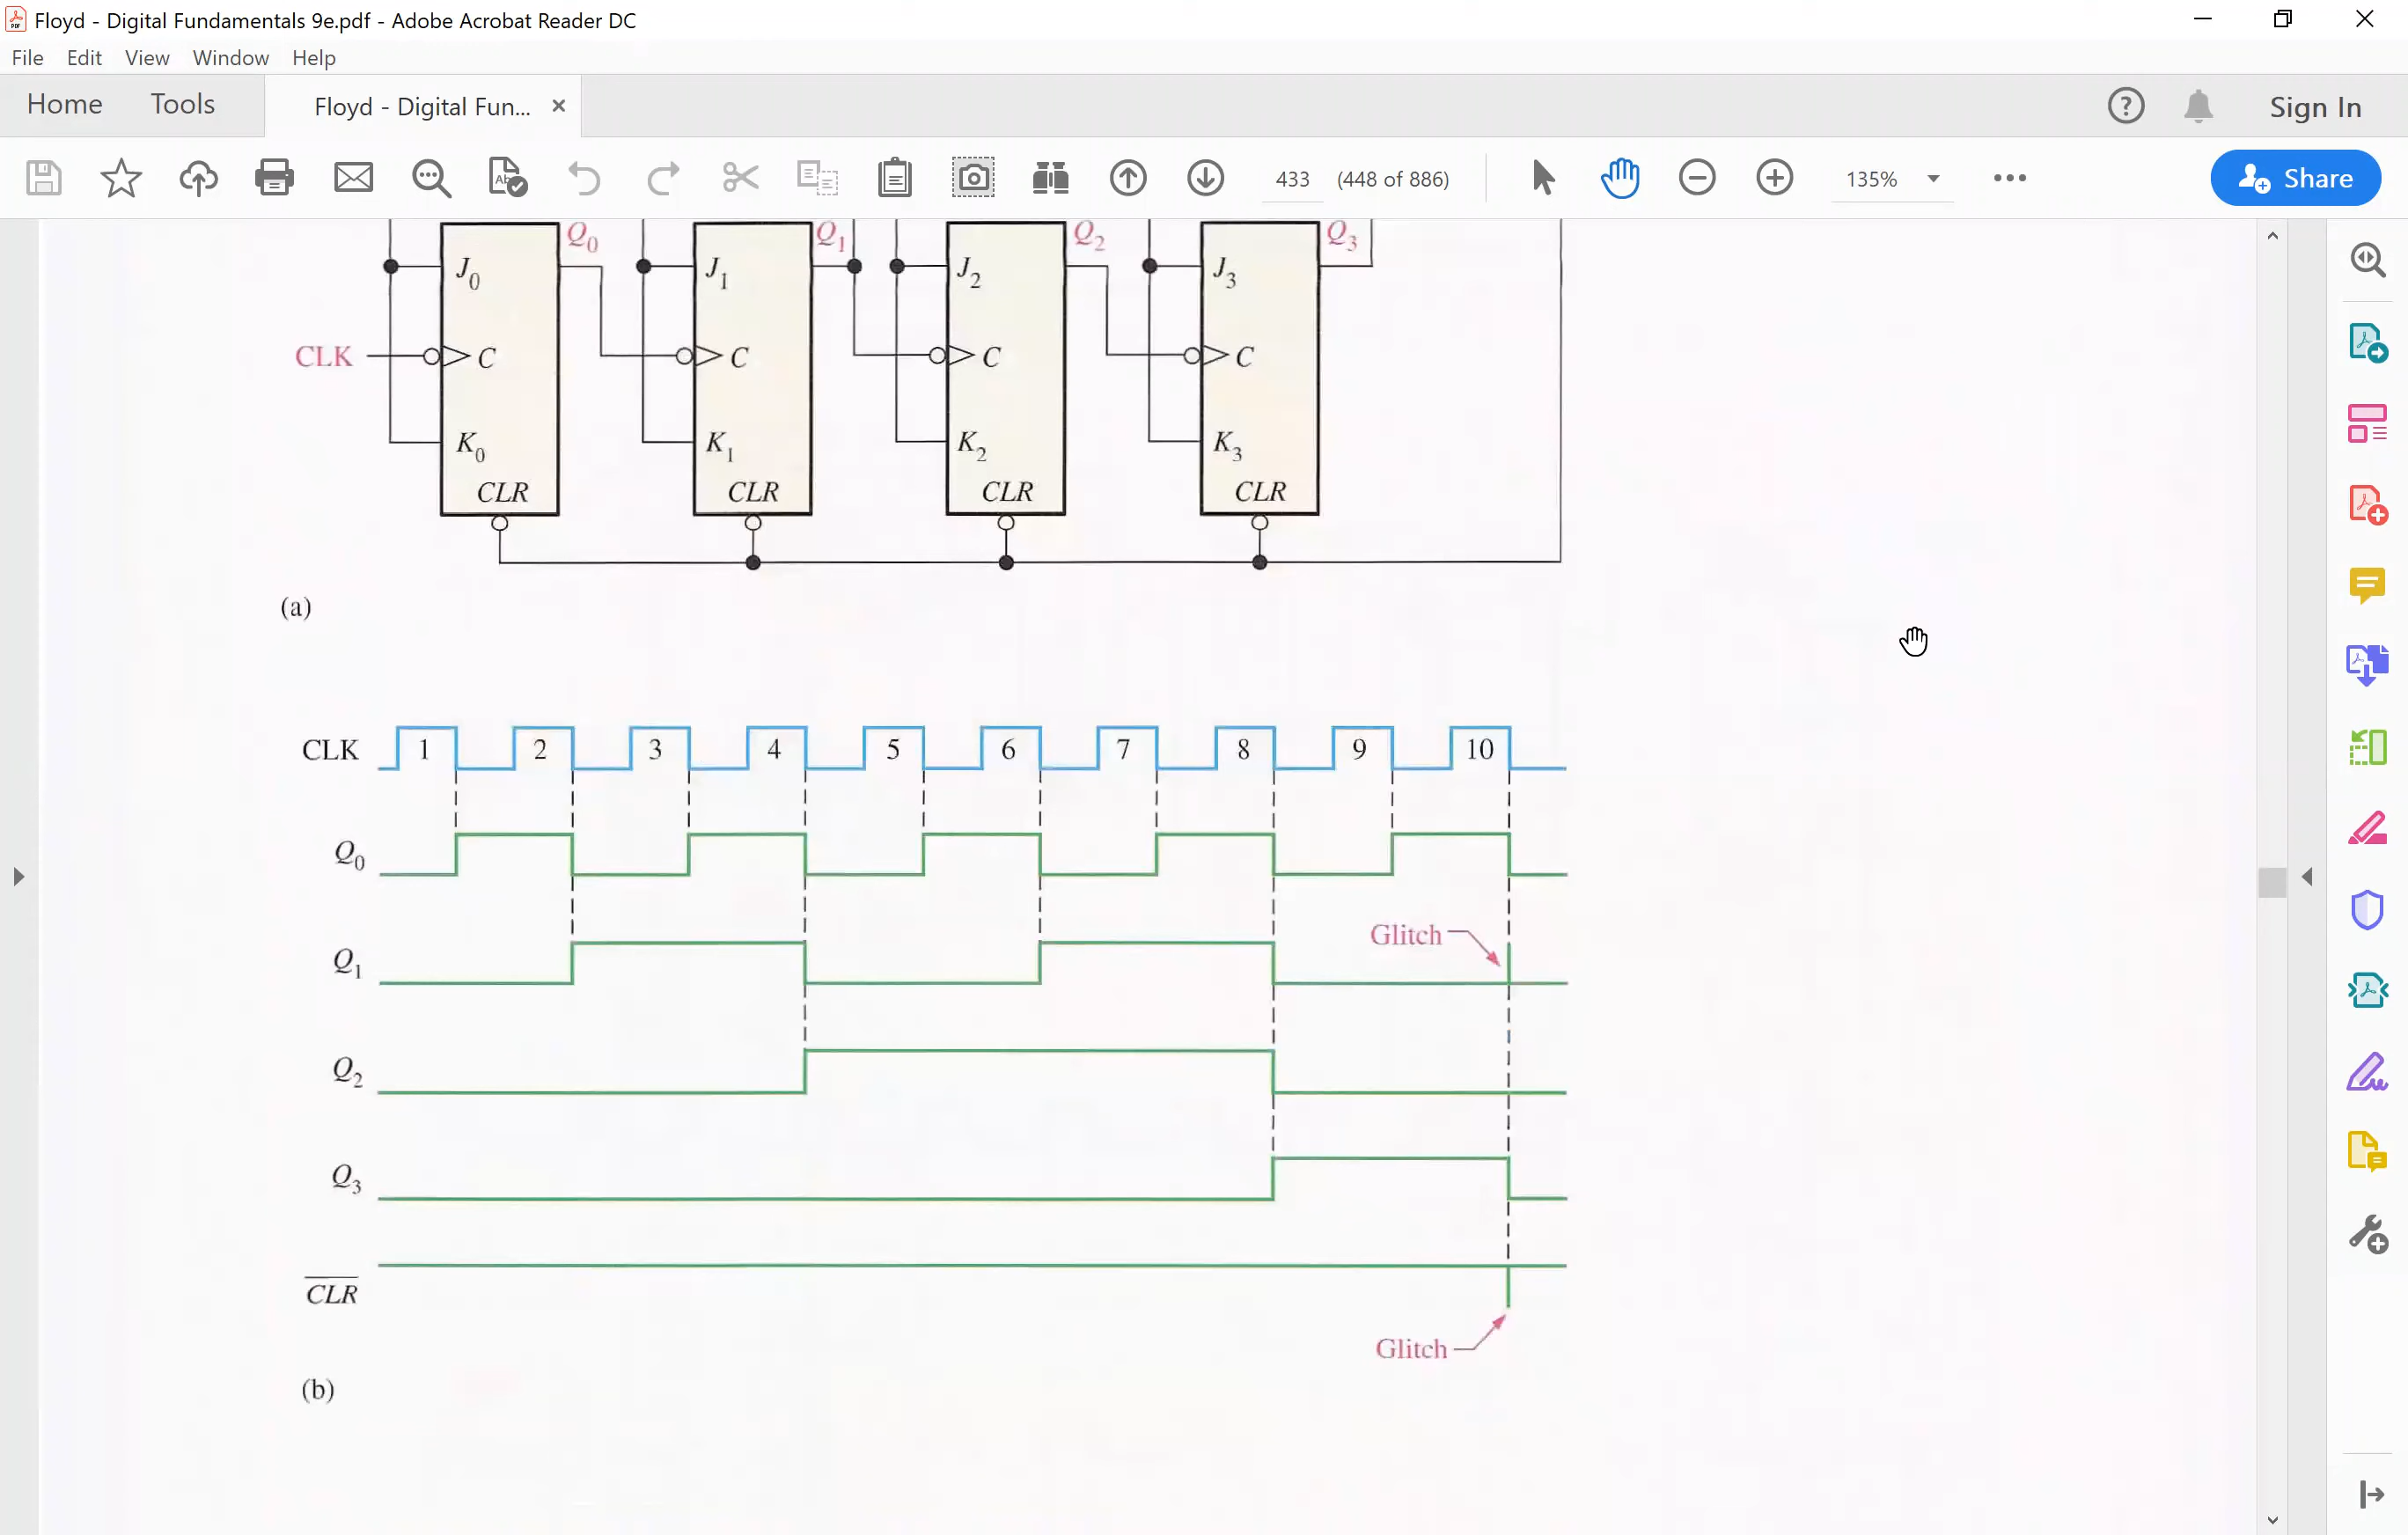 Floyd - Digital Fundamentals 9e.pdf - Adobe Acrobat Reader DC
File Edit View Window Help
Home Tools Floyd - Digital Fun... × Sign In
433 (448 of 886) 135% Share
Q0 Q1 Q2 Q3
J0 J1 J2 J3
CLK C C C C
K0 K1 K2 K3
CLR CLR CLR CLR
(a)
CLK 1 2 3 4 5 6 7 8 9 10
Q0
Glitch
Q1
Q2
Q3
C̅L̅R̅
Glitch
(b)